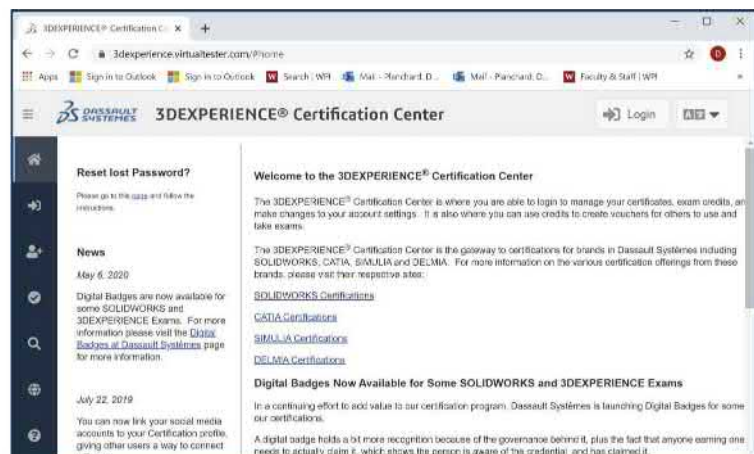 3DEXPERIENCE® Certification C
3dexperience.virtualtester.com/#home
Apps Sign in to Outlook Sign in to Outlook Search | WPI Mail - Planchard, D... Mail - Planchard, D... Faculty & Staff | WPI
DASSAULT SYSTEMES 3DEXPERIENCE® Certification Center Login
Reset lost Password?
Please go to this page and follow the
instructions.
News
May 6, 2020
Digital Badges are now available for
some SOLIDWORKS and
3DEXPERIENCE Exams. For more
information please visit the Digital
Badges at Dassault Systèmes page
for more information.
July 22, 2019
You can now link your social media
accounts to your Certification profile,
giving other users a way to connect
Welcome to the 3DEXPERIENCE® Certification Center
The 3DEXPERIENCE® Certification Center is where you are able to login to manage your certificates, exam credits, an
make changes to your account settings. It is also where you can use credits to create vouchers for others to use and
take exams.
The 3DEXPERIENCE® Certification Center is the gateway to certifications for brands in Dassault Systèmes including
SOLIDWORKS, CATIA, SIMULIA and DELMIA. For more information on the various certification offerings from these
brands, please visit their respective sites:
SOLIDWORKS Certifications
CATIA Certifications
SIMULIA Certifications
DELMIA Certifications
Digital Badges Now Available for Some SOLIDWORKS and 3DEXPERIENCE Exams
In a continuing effort to add value to our certification program, Dassault Systèmes is launching Digital Badges for some
our certifications.
A digital badge holds a bit more recognition because of the governance behind it, plus the fact that anyone earning one
needs to actually claim it, which shows the person is aware of the credential, and has claimed it.